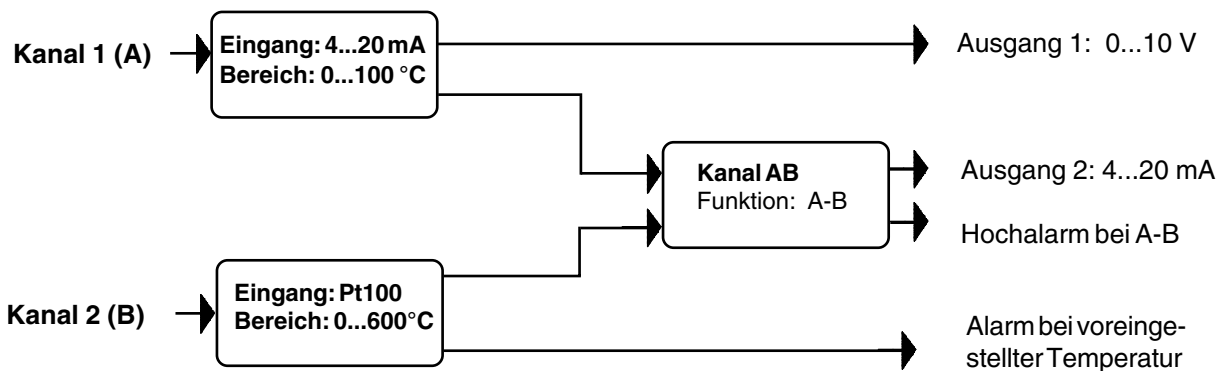 Kanal 1 (A)
Eingang: 4...20 mA
Bereich: 0...100 °C
Ausgang 1: 0...10 V
Kanal AB
Funktion: A-B
Ausgang 2: 4...20 mA
Hochalarm bei A-B
Kanal 2 (B)
Eingang: Pt100
Bereich: 0...600°C
Alarm bei voreinge-
stellter Temperatur